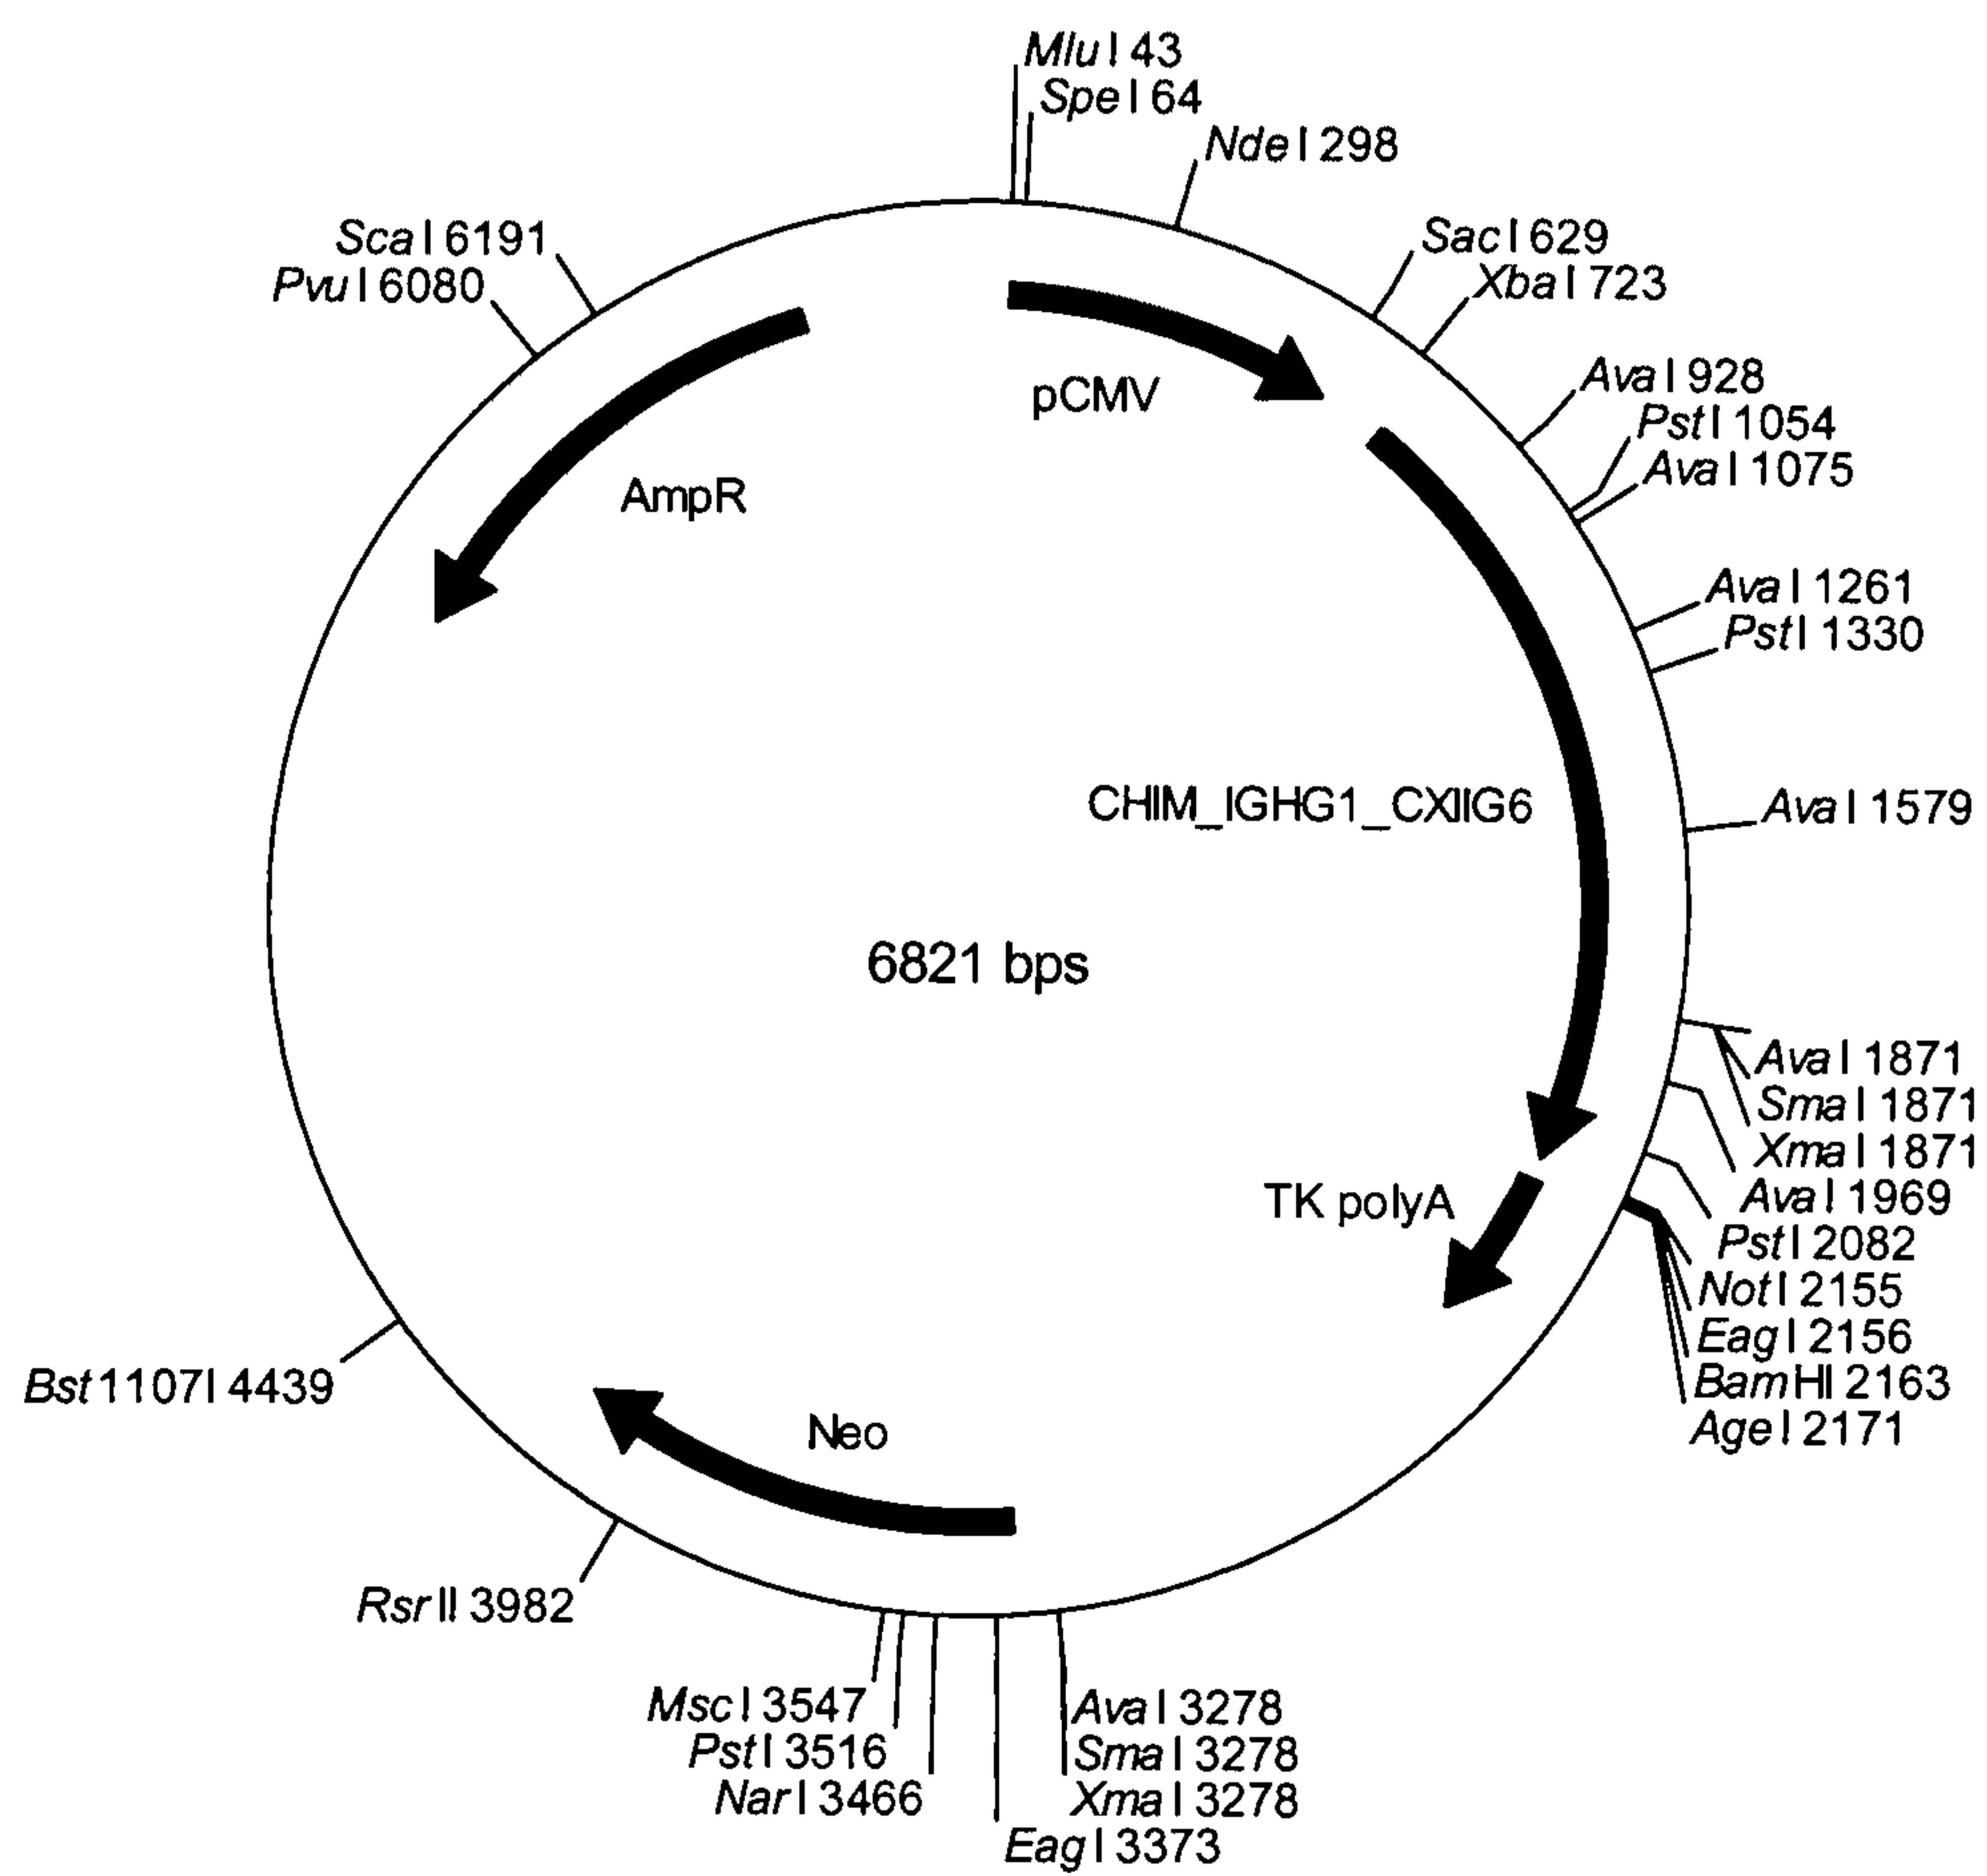 MluI 43
SpeI 64
NdeI 298
SacI 629
XbaI 723
AvaI 928
PstI 1054
AvaI 1075
AvaI 1261
PstI 1330
AvaI 1579
AvaI 1871
SmaI 1871
XmaI 1871
AvaI 1969
PstI 2082
NotI 2155
EagI 2156
BamHI 2163
AgeI 2171
AvaI 3278
SmaI 3278
XmaI 3278
EagI 3373
NarI 3466
PstI 3516
MscI 3547
RsrII 3982
Bst1107I 4439
PvuI 6080
ScaI 6191
pCMV
AmpR
CHIM_IGHG1_CXIIG6
6821 bps
TK polyA
Neo